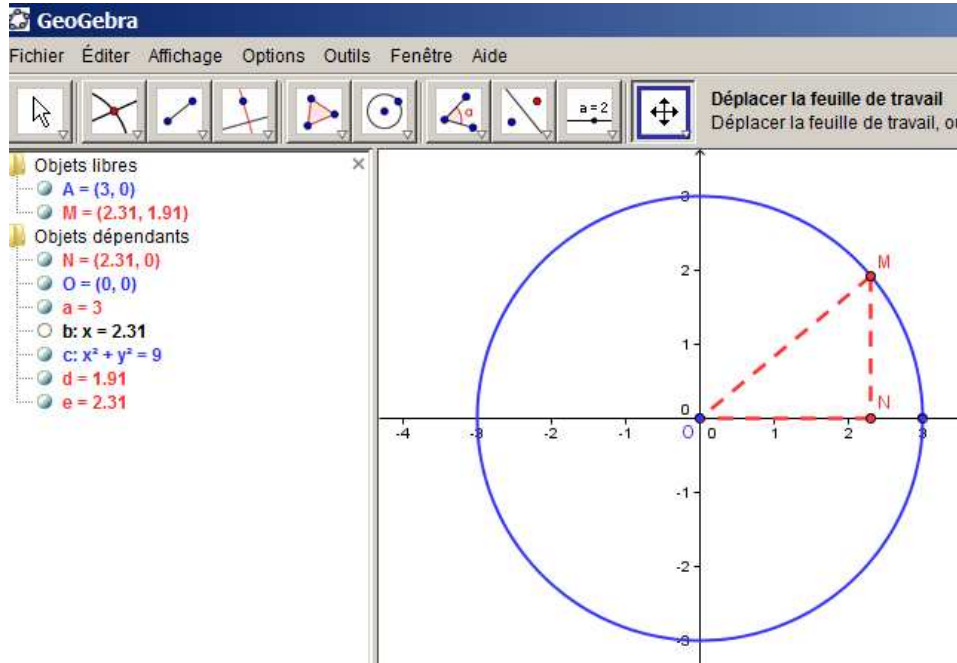 GeoGebra
Fichier Éditer Affichage Options Outils Fenêtre Aide
a = 2
α
Déplacer la feuille de travail
Déplacer la feuille de travail, o
Objets libres
A = (3, 0)
M = (2.31, 1.91)
Objets dépendants
N = (2.31, 0)
O = (0, 0)
a = 3
b: x = 2.31
c: x² + y² = 9
d = 1.91
e = 2.31
3
M
2
1
N
0
O 0
-4 -3 -2 -1 1 2 3
-1
-2
-3